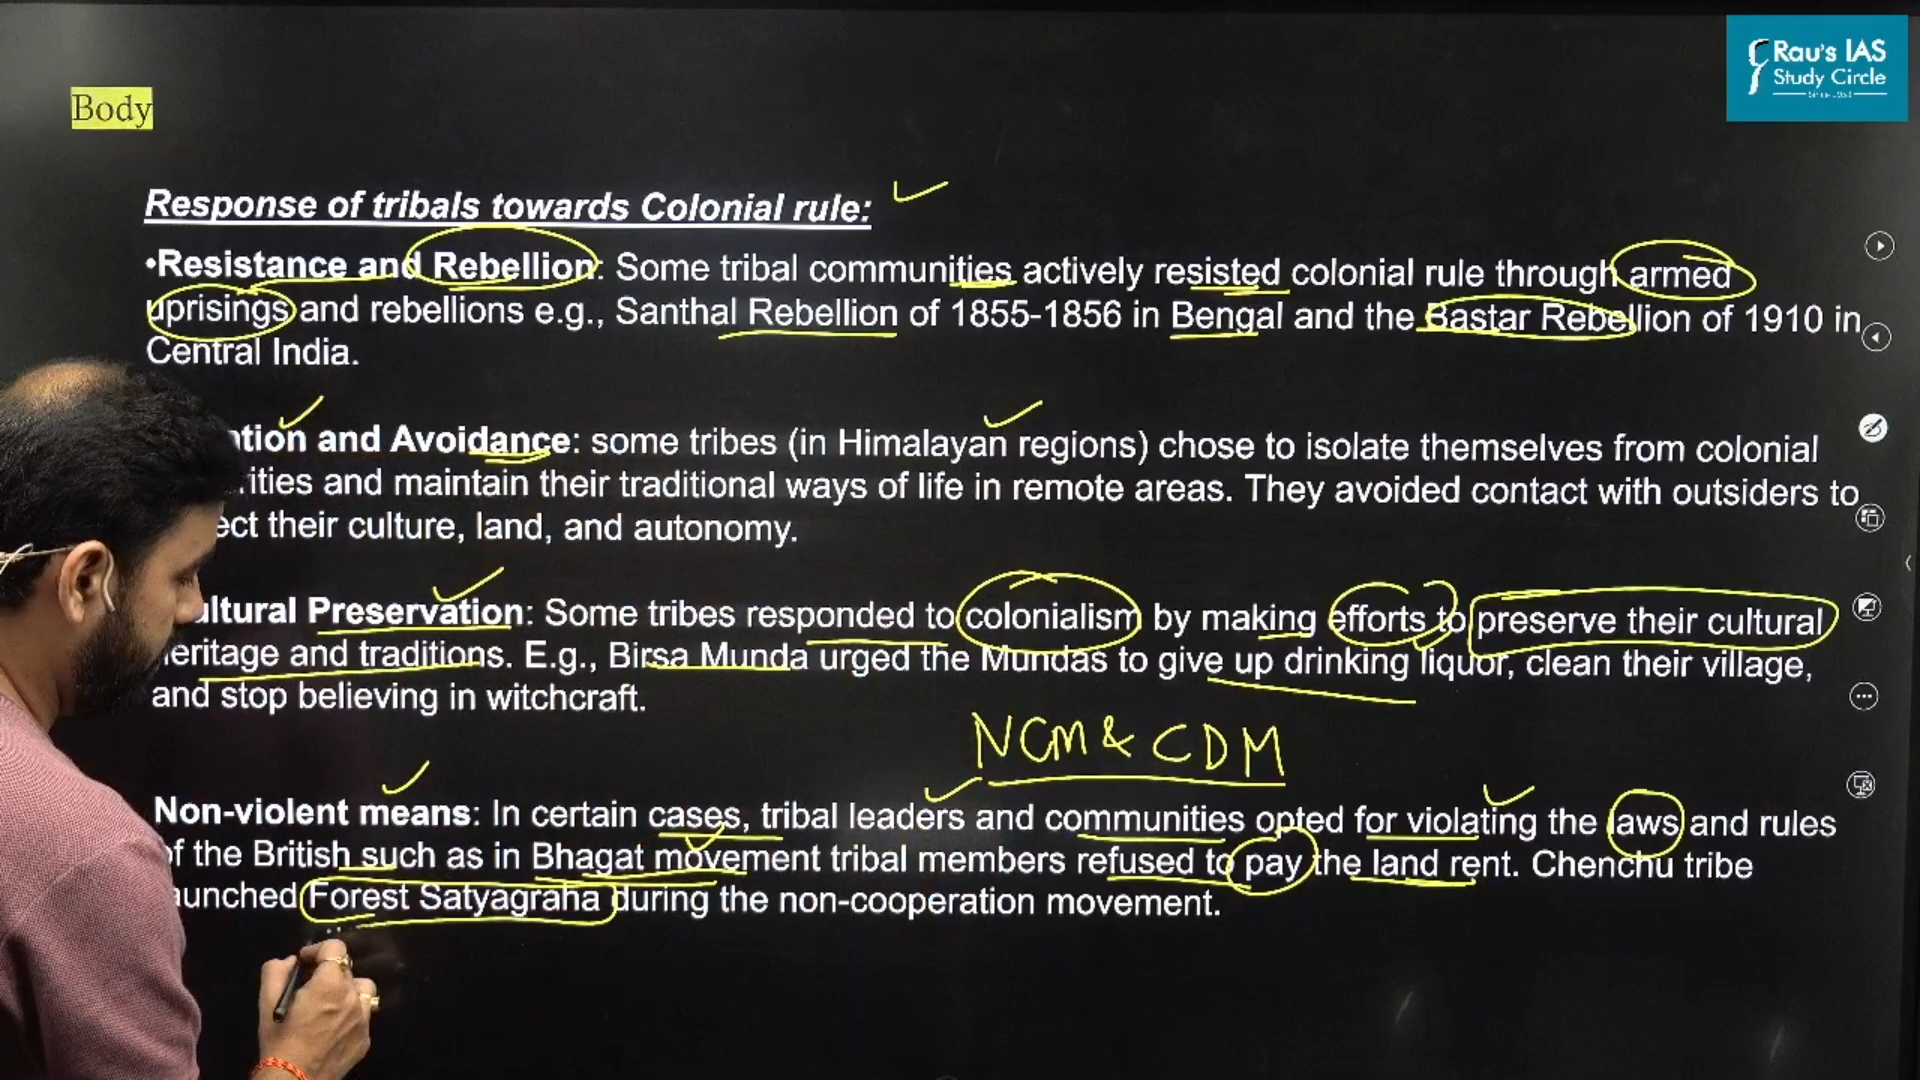 Rau's IAS
Study Circle
Body
Response of tribals towards Colonial rule:
•Resistance and Rebellion: Some tribal communities actively resisted colonial rule through armed
uprisings and rebellions e.g., Santhal Rebellion of 1855-1856 in Bengal and the Bastar Rebellion of 1910 in
Central India.
and Avoidance: some tribes (in Himalayan regions) chose to isolate themselves from colonial
and maintain their traditional ways of life in remote areas. They avoided contact with outsiders to
their culture, land, and autonomy.
Cultural Preservation: Some tribes responded to colonialism by making efforts to preserve their cultural
heritage and traditions. E.g., Birsa Munda urged the Mundas to give up drinking liquor, clean their village,
and stop believing in witchcraft.
NCM & CDM
Non-violent means: In certain cases, tribal leaders and communities opted for violating the laws and rules
of the British such as in Bhagat movement tribal members refused to pay the land rent. Chenchu tribe
launched Forest Satyagraha during the non-cooperation movement.